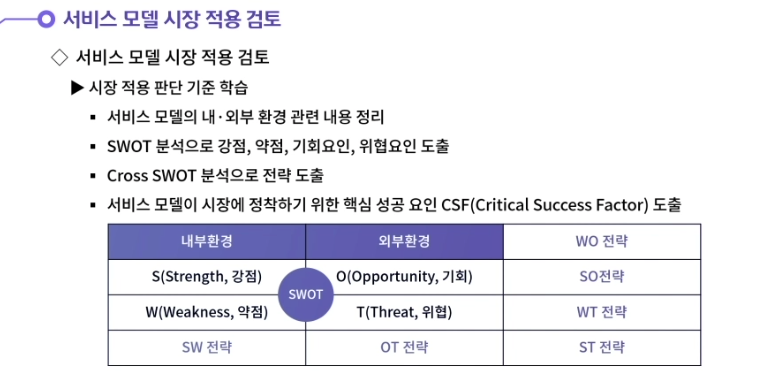 서비스 모델 시장 적용 검토
◇ 서비스 모델 시장 적용 검토
▶ 시장 적용 판단 기준 학습
▪ 서비스 모델의 내·외부 환경 관련 내용 정리
▪ SWOT 분석으로 강점, 약점, 기회요인, 위협요인 도출
▪ Cross SWOT 분석으로 전략 도출
▪ 서비스 모델이 시장에 정착하기 위한 핵심 성공 요인 CSF(Critical Success Factor) 도출
내부환경 외부환경 WO 전략
S(Strength, 강점) O(Opportunity, 기회) SO전략
SWOT
W(Weakness, 약점) T(Threat, 위협) WT 전략
SW 전략 OT 전략 ST 전략